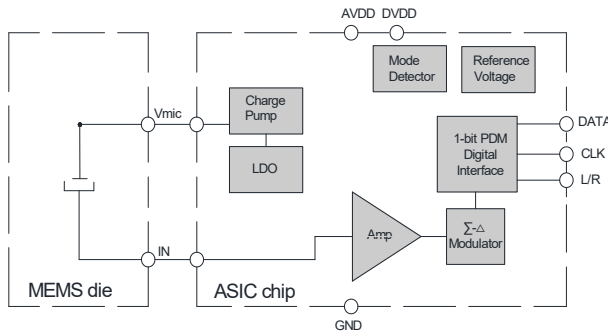 AVDD DVDD
Mode
Detector
Reference
Voltage
Vmic
Charge
Pump
LDO
1-bit PDM
Digital
Interface
DATA
CLK
L/R
Amp
∑-△
Modulator
IN
MEMS die
ASIC chip
GND